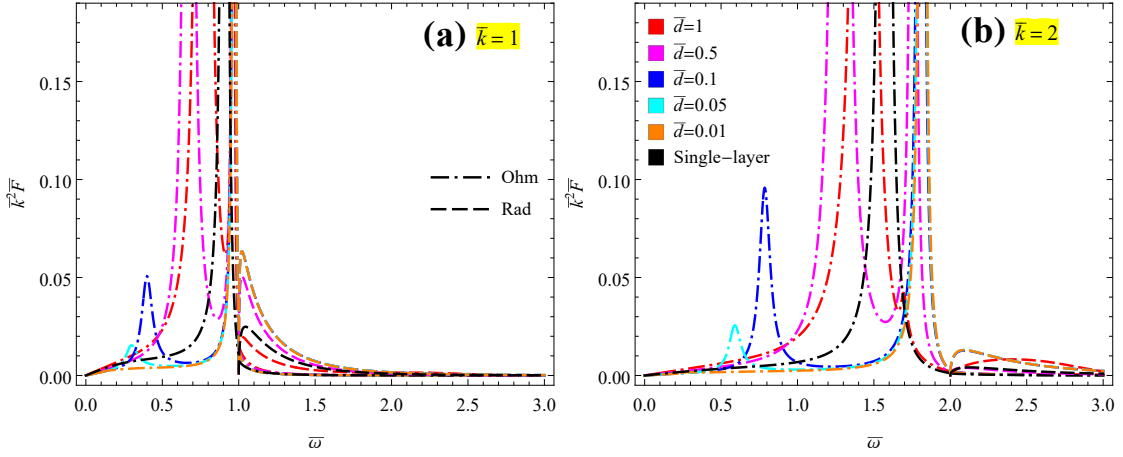 (a) k̅ = 1
0.15
0.10
0.05
0.00
k̅²F̅
Ohm
Rad
0.0 0.5 1.0 1.5 2.0 2.5 3.0
ω̅
(b) k̅ = 2
d̅=1
d̅=0.5
d̅=0.1
d̅=0.05
d̅=0.01
Single−layer
0.15
0.10
0.05
0.00
k̅²F̅
0.0 0.5 1.0 1.5 2.0 2.5 3.0
ω̅